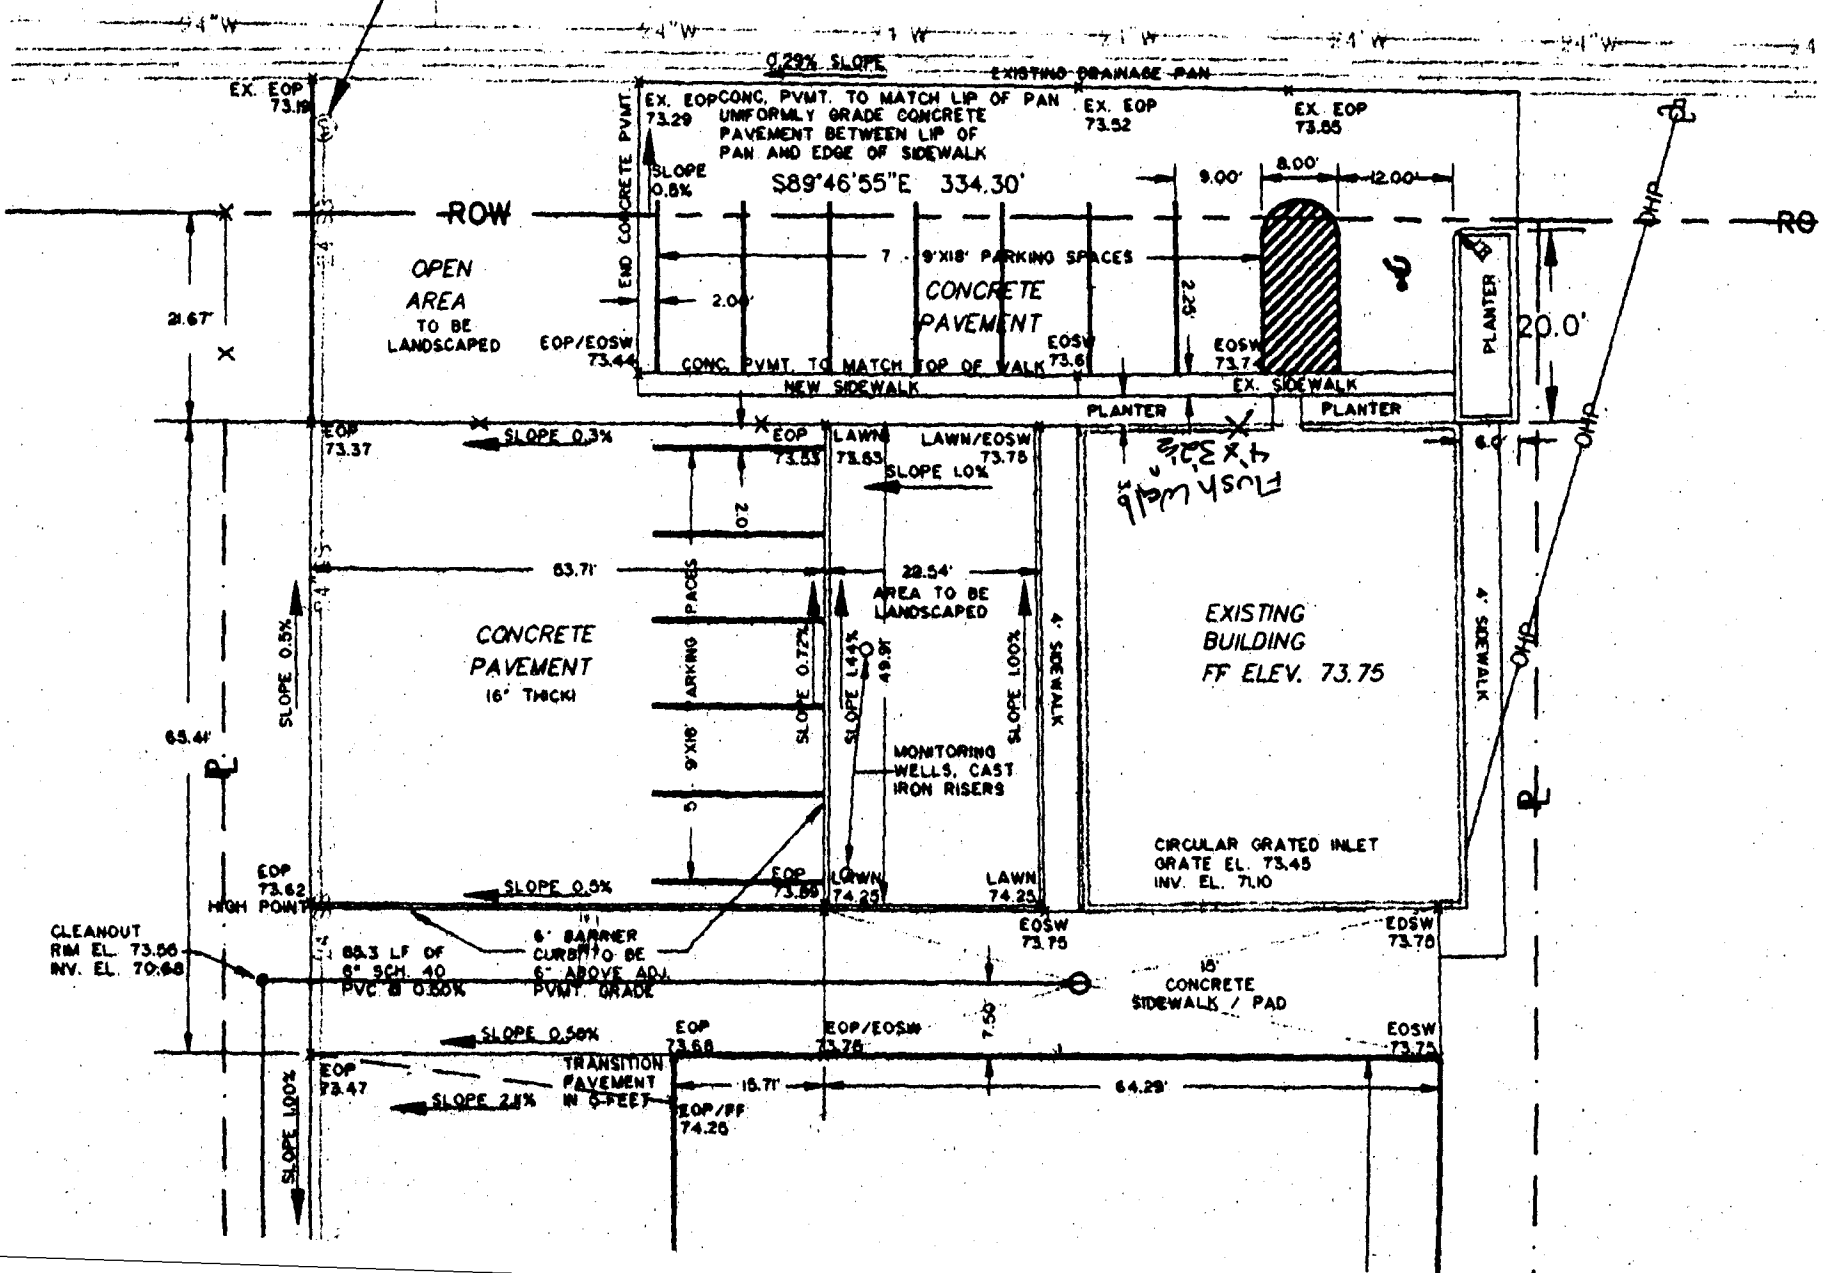 0.29% SLOPE
EXISTING DRAINAGE PAN
EX. EOP
73.19
EX. EOP
73.29
CONC. PVMT. TO MATCH LIP OF PAN
UNIFORMLY GRADE CONCRETE
PAVEMENT BETWEEN LIP OF
PAN AND EDGE OF SIDEWALK
EX. EOP
73.52
EX. EOP
73.55
END CONCRETE PVMT.
SLOPE
0.5%
S89°46'55"E 334.30'
9.00'
8.00'
12.00'
OHP
ROW
RO
7 - 9'X18' PARKING SPACES
OPEN
AREA
TO BE
LANDSCAPED
21.67'
2.00'
CONCRETE
PAVEMENT
2.25'
PLANTER
20.0'
EOP/EOSW
73.44
EOSW
73.6
EOSW
73.74
CONC. PVMT. TO MATCH TOP OF WALK
NEW SIDEWALK
EX. SIDEWALK
PLANTER
PLANTER
OHP
6.0'
EOP
73.37
SLOPE 0.3%
EOP
73.53
LAWN
LAWN/EOSW
73.75
SLOPE 1.0%
Flush Walb
4' x 32½'
2.0
53.71'
22.54'
AREA TO BE
LANDSCAPED
SLOPE 0.5%
CONCRETE
PAVEMENT
(6" THICK)
5 - 9'X18' PARKING SPACES
SLOPE 0.72%
SLOPE 1.44%
49.91'
SLOPE 1.00%
4' SIDEWALK
EXISTING
BUILDING
FF ELEV. 73.75
4' SIDEWALK
OHP
65.41'
PL
PL
MONITORING
WELLS, CAST
IRON RISERS
CIRCULAR GRATED INLET
GRATE EL. 73.45
INV. EL. 71.10
EOP
73.62
HIGH POINT
SLOPE 0.5%
EOP
LAWN
74.25
LAWN
74.25
EOSW
73.75
EOSW
73.75
CLEANOUT
RIM EL. 73.56
INV. EL. 70.68
85.3 LF OF
6" SCH. 40
PVC @ 0.50%
6" BARRIER
CURB TO BE
6" ABOVE ADJ.
PVMT. GRADE
15'
CONCRETE
SIDEWALK / PAD
7.50'
SLOPE 0.50%
EOP
73.68
EOP/EOSW
73.75
EOSW
73.75
EOP
73.47
TRANSITION
PAVEMENT
IN 5 FEET
15.71'
64.29'
SLOPE 1.00%
EOP/FF
74.25